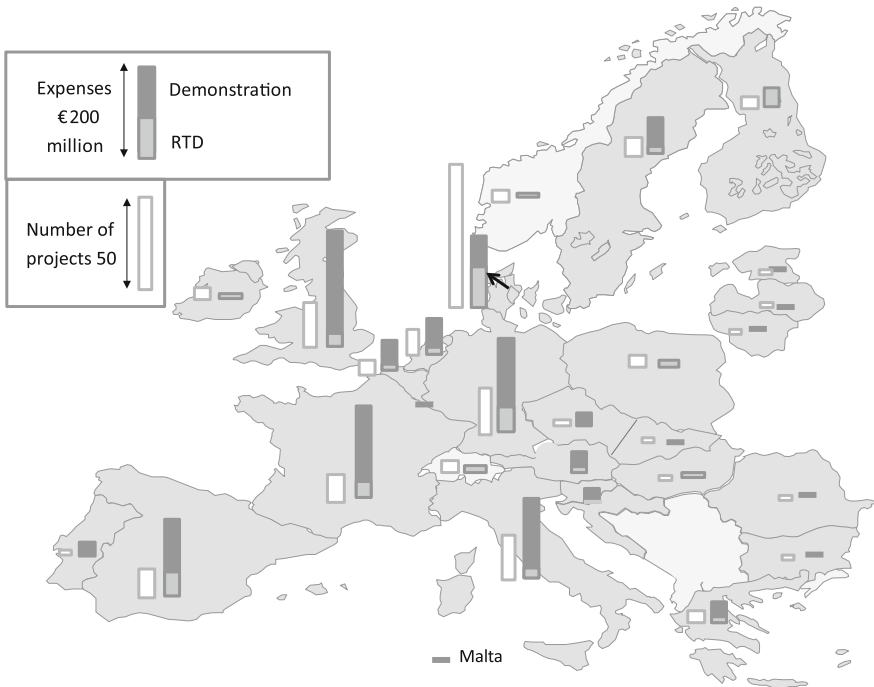 Expenses
€200
million
Demonstration
RTD
Number of
projects 50
Malta